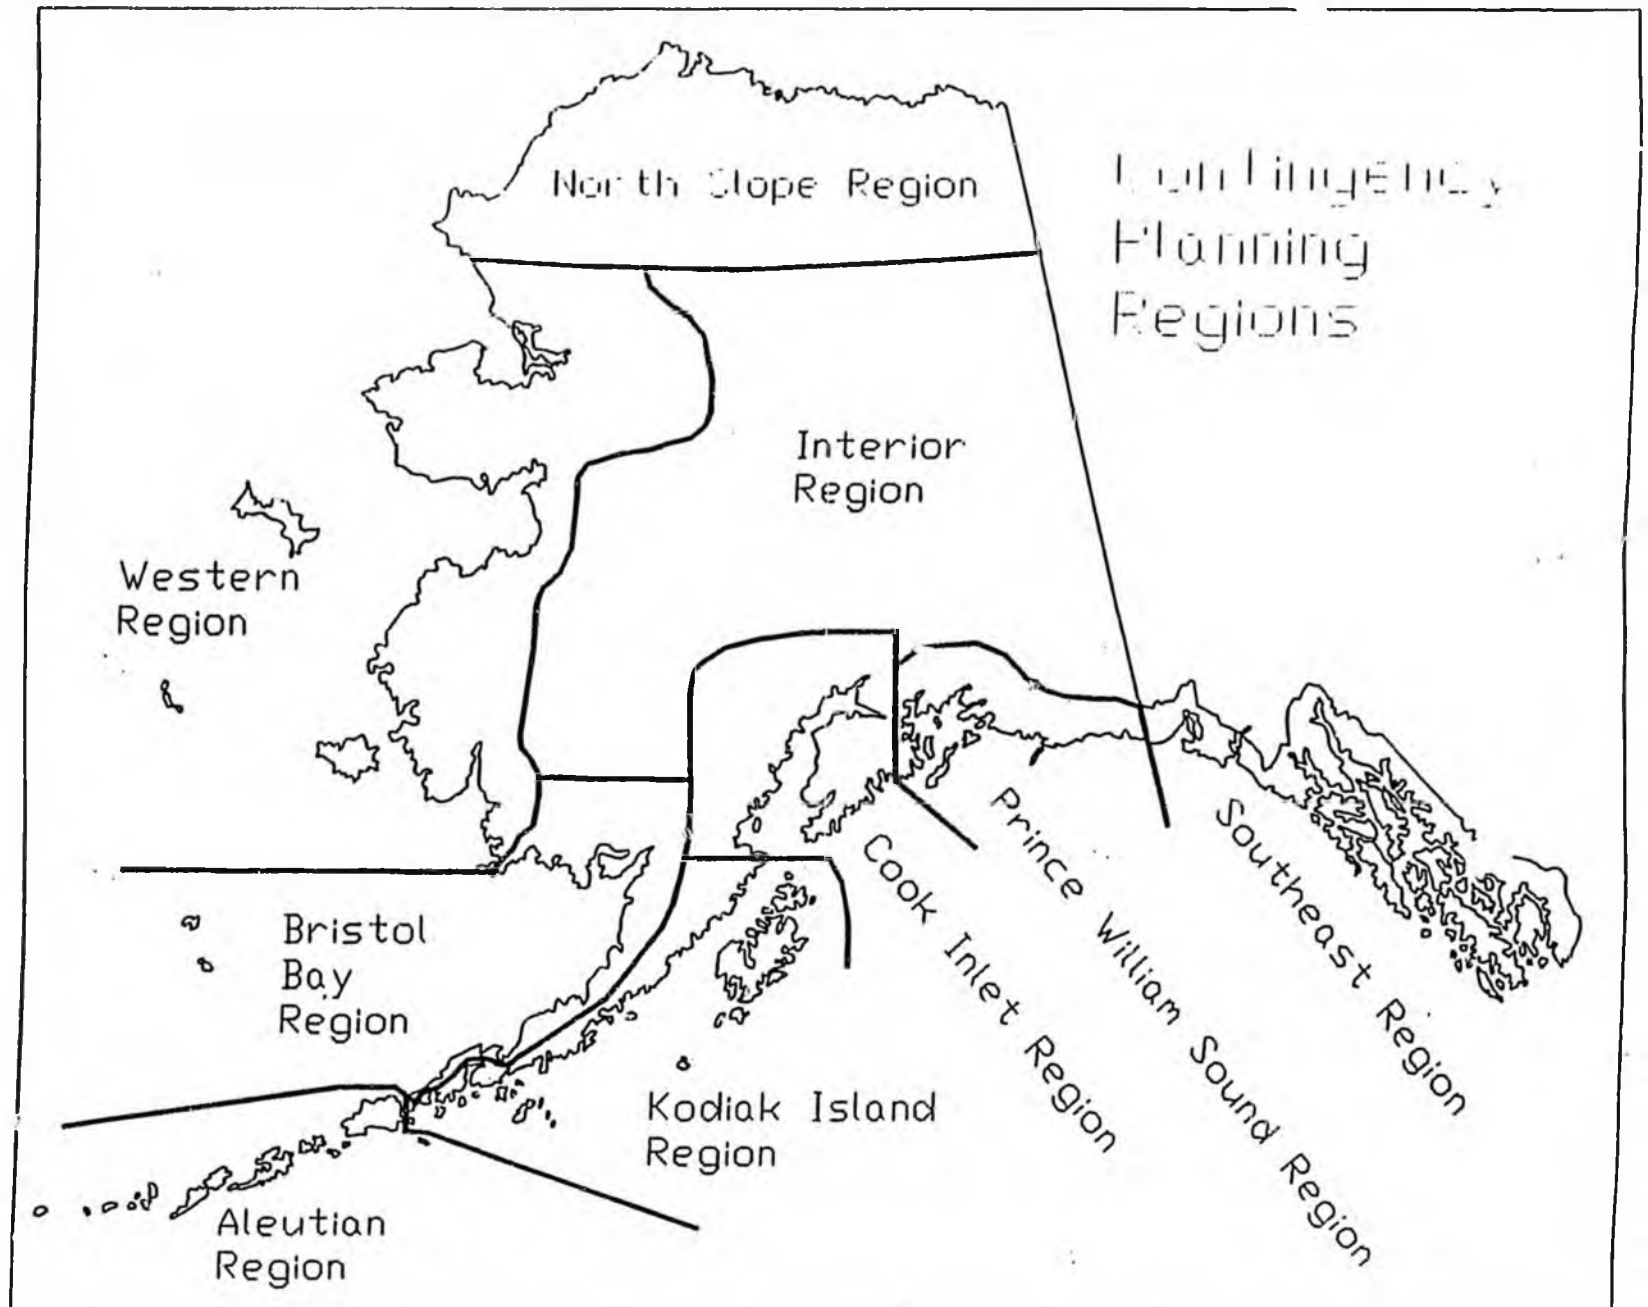 North Slope Region
Contingency
Planning
Regions
Interior
Region
Western
Region
Bristol
Bay
Region
Kodiak Island
Region
Aleutian
Region
Cook Inlet Region
Prince William Sound Region
Southeast Region